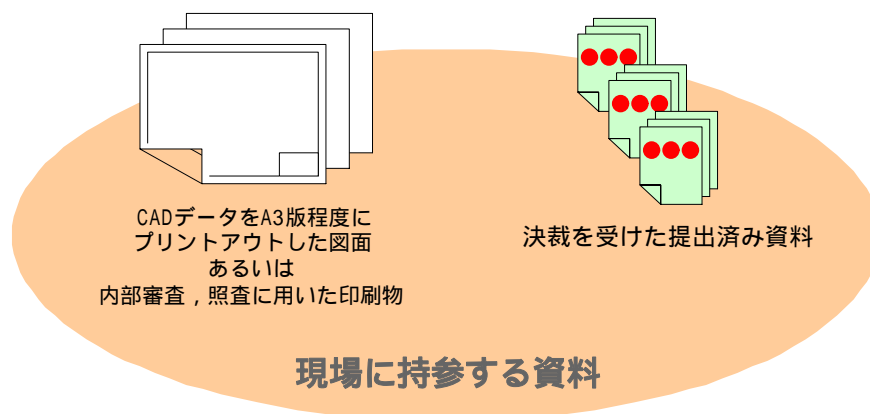 CADデータをA3版程度に
プリントアウトした図面
あるいは
内部審査，照査に用いた印刷物
決裁を受けた提出済み資料
現場に持参する資料